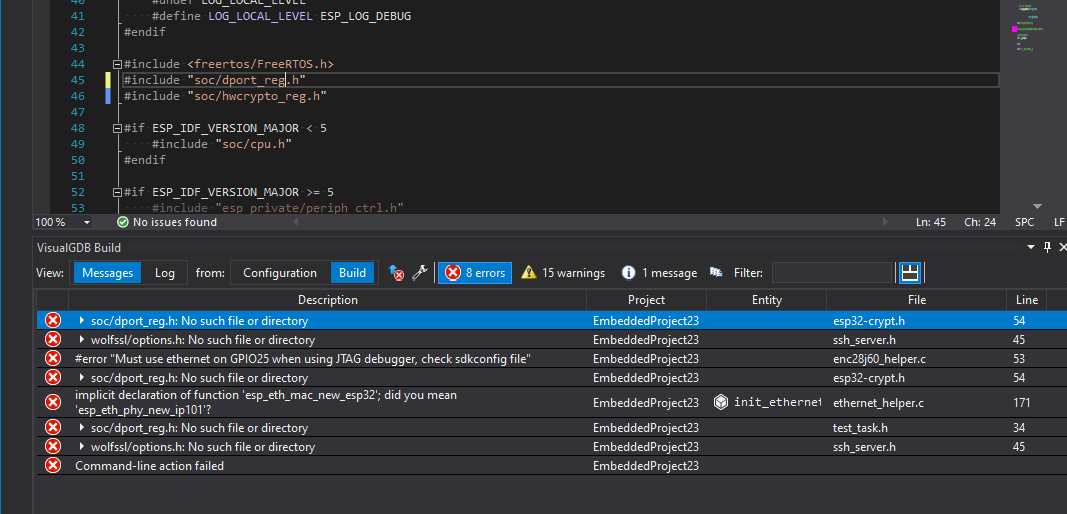 40 #undef LOG_LOCAL_LEVEL
41 #define LOG_LOCAL_LEVEL ESP_LOG_DEBUG
42 #endif
43
44 #include <freertos/FreeRTOS.h>
45 #include "soc/dport_reg.h"
46 #include "soc/hwcrypto_reg.h"
47
48 #if ESP_IDF_VERSION_MAJOR < 5
49 #include "soc/cpu.h"
50 #endif
51
52 #if ESP_IDF_VERSION_MAJOR >= 5
53 #include "esp_private/periph_ctrl.h"
100 % No issues found Ln: 45 Ch: 24 SPC LF
VisualGDB Build
View: Messages Log from: Configuration Build 8 errors 15 warnings 1 message Filter:
Description Project Entity File Line
soc/dport_reg.h: No such file or directory EmbeddedProject23 esp32-crypt.h 54
wolfssl/options.h: No such file or directory EmbeddedProject23 ssh_server.h 45
#error "Must use ethernet on GPIO25 when using JTAG debugger, check sdkconfig file" EmbeddedProject23 enc28j60_helper.c 53
soc/dport_reg.h: No such file or directory EmbeddedProject23 esp32-crypt.h 54
implicit declaration of function 'esp_eth_mac_new_esp32'; did you mean
'esp_eth_phy_new_ip101'? EmbeddedProject23 init_ethernet ethernet_helper.c 171
soc/dport_reg.h: No such file or directory EmbeddedProject23 test_task.h 34
wolfssl/options.h: No such file or directory EmbeddedProject23 ssh_server.h 45
Command-line action failed EmbeddedProject23